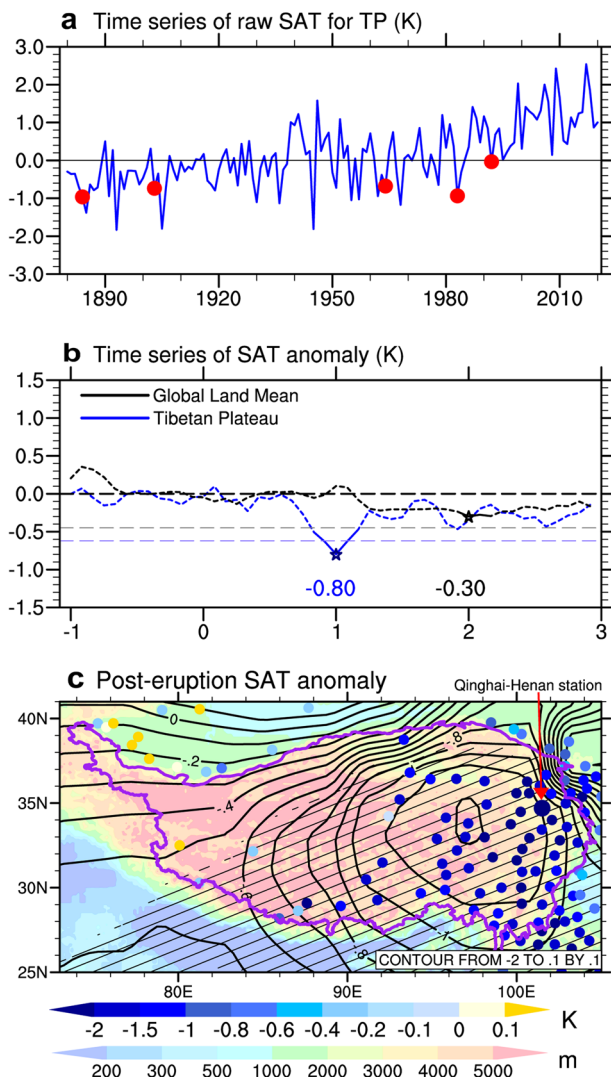 a Time series of raw SAT for TP (K)
3.0
2.0
1.0
0.0
-1.0
-2.0
-3.0
1890 1920 1950 1980 2010
b Time series of SAT anomaly (K)
1.5
1.0
0.5
0.0
-0.5
-1.0
-1.5
Global Land Mean
Tibetan Plateau
-0.80 -0.30
-1 0 1 2 3
c Post-eruption SAT anomaly
Qinghai-Henan station
40N
35N
30N
25N
0
-.2
-.4
-.8
-.8
-1
CONTOUR FROM -2 TO .1 BY .1
80E 90E 100E
-2 -1.5 -1 -0.8 -0.6 -0.4 -0.2 -0.1 0 0.1 K
200 300 500 1000 2000 3000 4000 5000 m